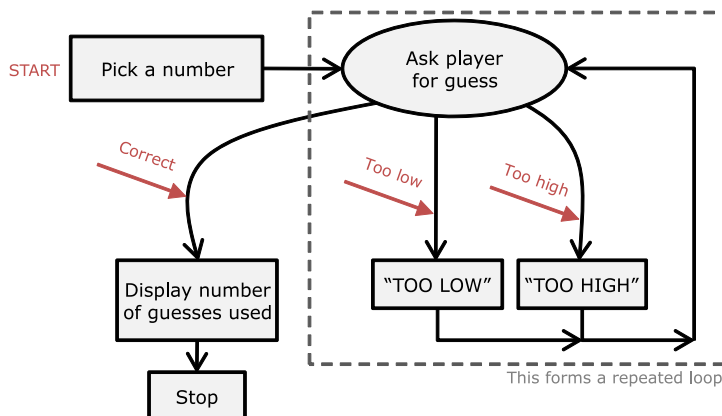 START
Pick a number
Ask player
for guess
Correct
Too low
Too high
Display number
of guesses used
“TOO LOW”
“TOO HIGH”
Stop
This forms a repeated loop